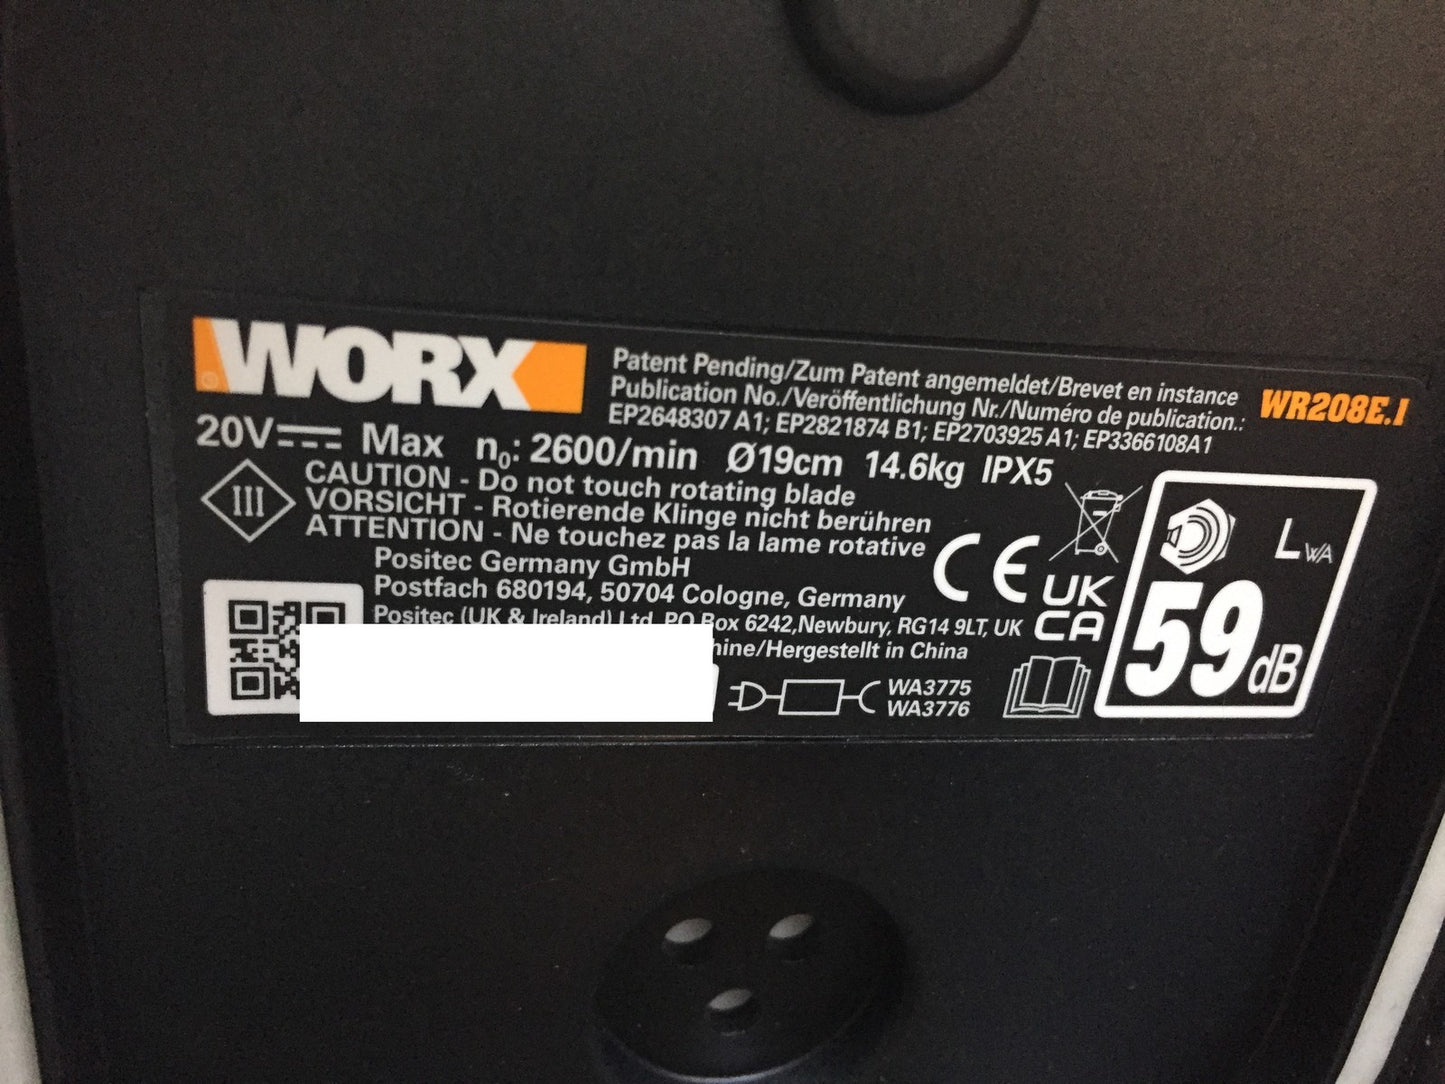 WORX
Patent Pending/Zum Patent angemeldet/Brevet en instance
Publication No./Veröffentlichung Nr./Numéro de publication.:
EP2648307 A1; EP2821874 B1; EP2703925 A1; EP3366108A1
WR208E.1
20V Max n₀: 2600/min Ø19cm 14.6kg IPX5
III
CAUTION - Do not touch rotating blade
VORSICHT - Rotierende Klinge nicht berühren
ATTENTION - Ne touchez pas la lame rotative
Positec Germany GmbH
Postfach 680194, 50704 Cologne, Germany
Positec (UK & Ireland) Ltd, PO Box 6242,Newbury, RG14 9LT, UK
hine/Hergestellt in China
WA3775
WA3776
CE
UK
CA
LWA
59dB